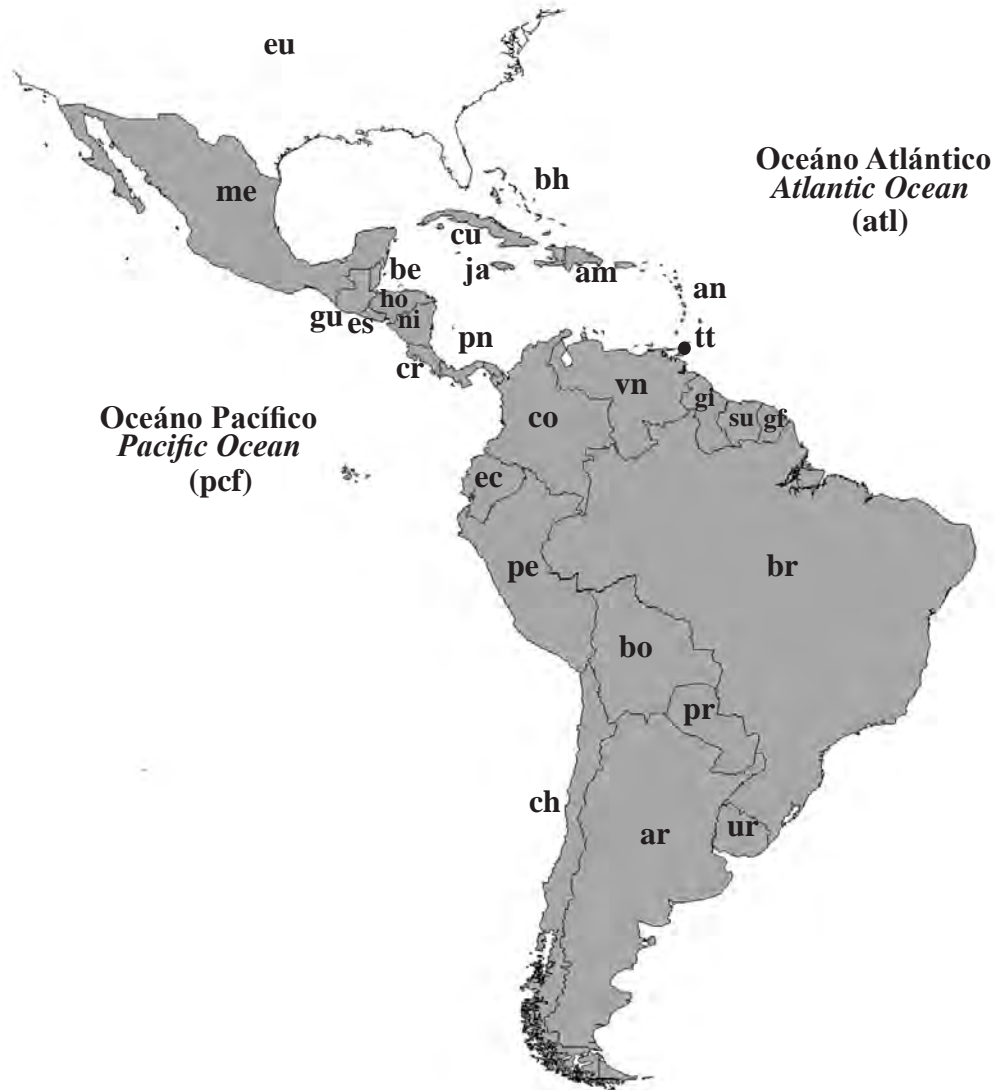 eu
Oceáno Atlántico
Atlantic Ocean
(atl)
bh
me
cu
be
ja
am
an
ho
gu
es
ni
pn
tt
cr
vn
gi
Oceáno Pacífico
Pacific Ocean
(pcf)
co
su
gf
ec
pe
br
bo
pr
ch
ur
ar